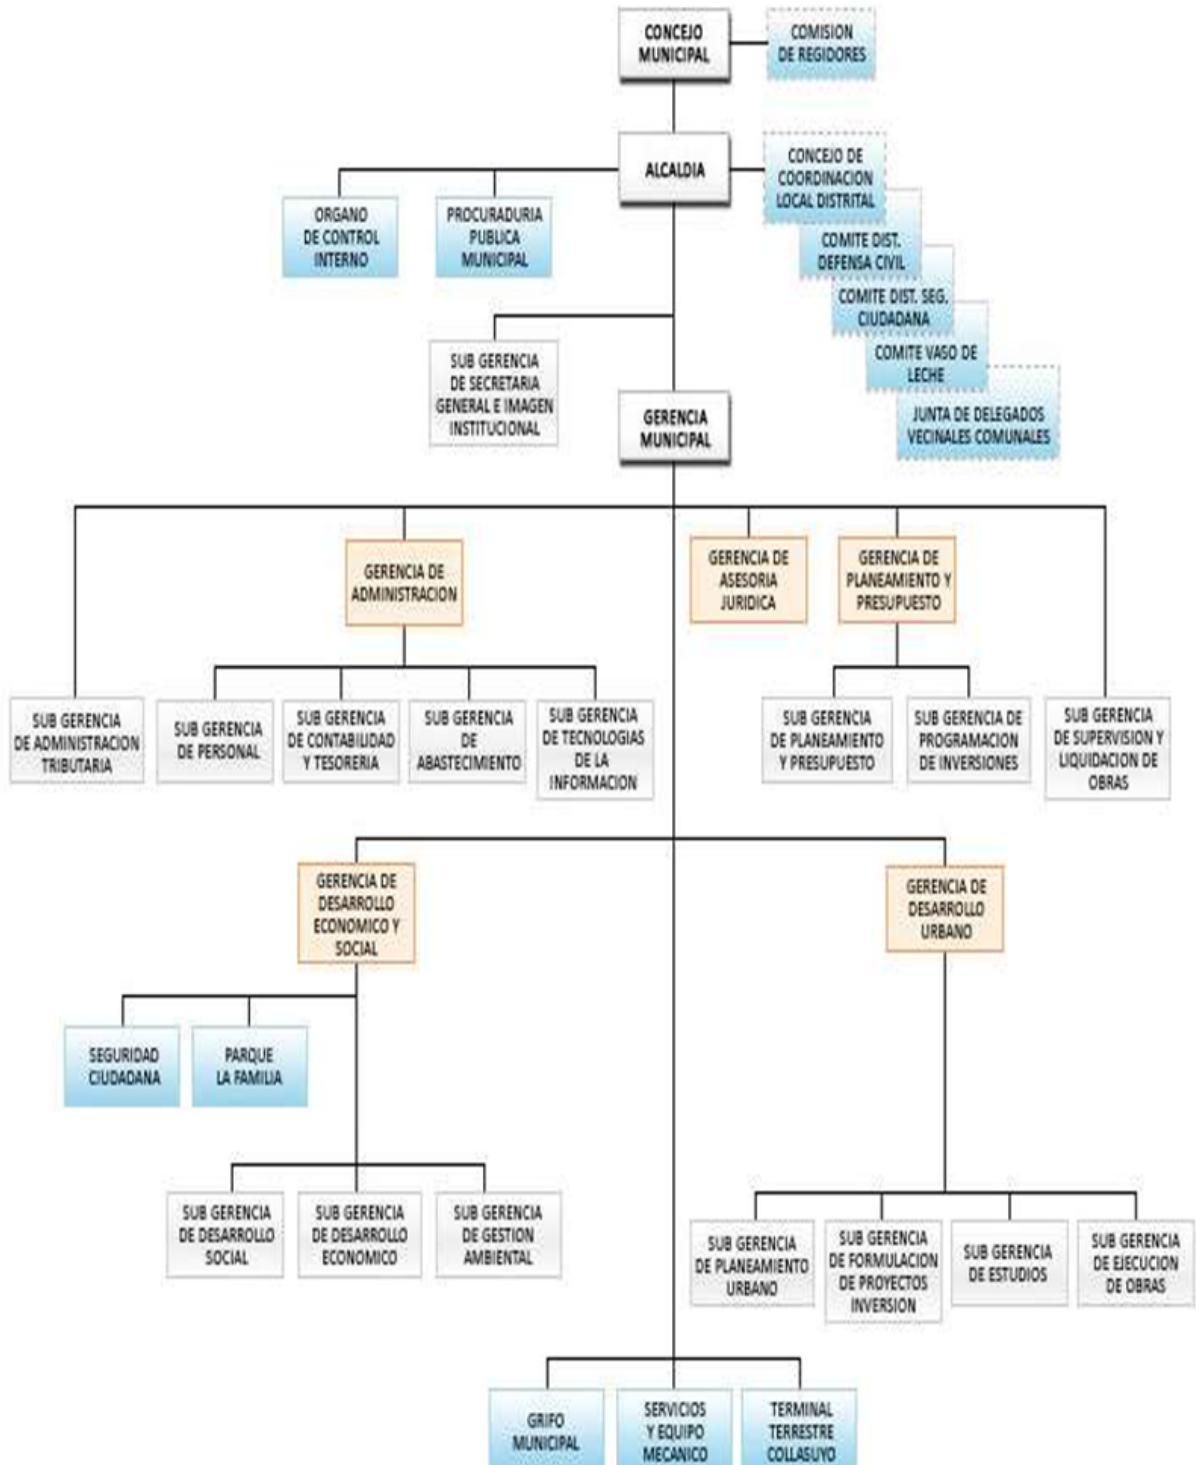 CONCEJO
MUNICIPAL
COMISION
DE REGIDORES
ALCALDIA
CONCEJO DE
COORDINACION
LOCAL DISTRITAL
ORGANO
DE CONTROL
INTERNO
PROCURADURIA
PUBLICA
MUNICIPAL
COMITE DIST.
DEFENSA CIVIL
COMITE DIST. SEG.
CIUDADANA
COMITE VASO DE
LECHE
JUNTA DE DELEGADOS
VECINALES COMUNALES
SUB GERENCIA
DE SECRETARIA
GENERAL E IMAGEN
INSTITUCIONAL
GERENCIA
MUNICIPAL
GERENCIA DE
ADMINISTRACION
GERENCIA DE
ASESORIA
JURIDICA
GERENCIA DE
PLANEAMIENTO Y
PRESUPUESTO
SUB GERENCIA
DE ADMINISTRACION
TRIBUTARIA
SUB GERENCIA
DE PERSONAL
SUB GERENCIA
DE CONTABILIDAD
Y TESORERIA
SUB GERENCIA
DE
ABASTECIMIENTO
SUB GERENCIA
DE TECNOLOGIAS
DE LA
INFORMACION
SUB GERENCIA
DE PLANEAMIENTO
Y PRESUPUESTO
SUB GERENCIA DE
PROGRAMACION
DE INVERSIONES
SUB GERENCIA
DE SUPERVISION Y
LIQUIDACION DE
OBRAS
GERENCIA DE
DESARROLLO
ECONOMICO Y
SOCIAL
GERENCIA DE
DESARROLLO
URBANO
SEGURIDAD
CIUDADANA
PARQUE
LA FAMILIA
SUB GERENCIA
DE DESARROLLO
SOCIAL
SUB GERENCIA
DE DESARROLLO
ECONOMICO
SUB GERENCIA
DE GESTION
AMBIENTAL
SUB GERENCIA
DE PLANEAMIENTO
URBANO
SUB GERENCIA
DE FORMULACION
DE PROYECTOS
INVERSION
SUB GERENCIA
DE ESTUDIOS
SUB GERENCIA
DE EJECUCION
DE OBRAS
GRIFO
MUNICIPAL
SERVICIOS
Y EQUIPO
MECANICO
TERMINAL
TERRESTRE
COLLASUYO